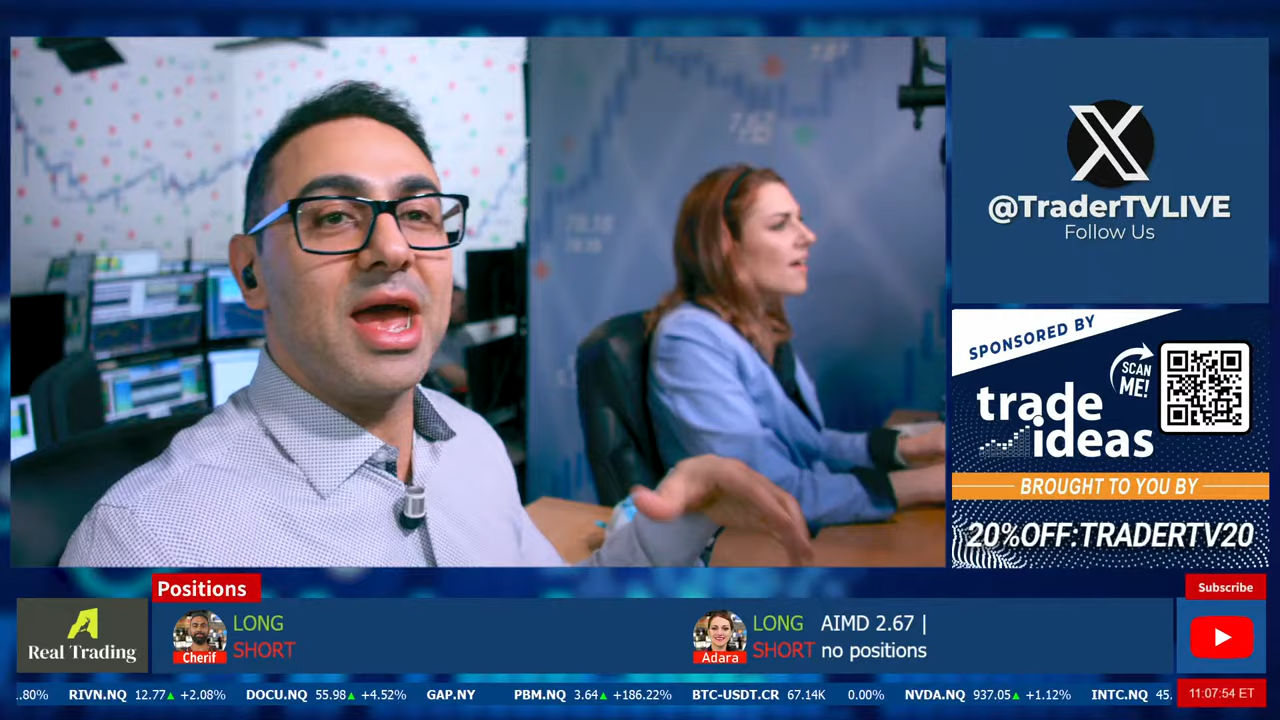 @TraderTVLIVE
Follow Us
SPONSORED BY
SCAN
ME!
trade
ideas
BROUGHT TO YOU BY
20%OFF:TRADERTV20
Positions
Subscribe
Real Trading
Cherif
LONG
SHORT
Adara
LONG AIMD 2.67 |
SHORT no positions
..80% RIVN.NQ 12.77▲ +2.08% DOCU.NQ 55.98▲ +4.52% GAP.NY PBM.NQ 3.64▲ +186.22% BTC-USDT.CR 67.14K 0.00% NVDA.NQ 937.05▲ +1.12% INTC.NQ 45.
11:07:54 ET